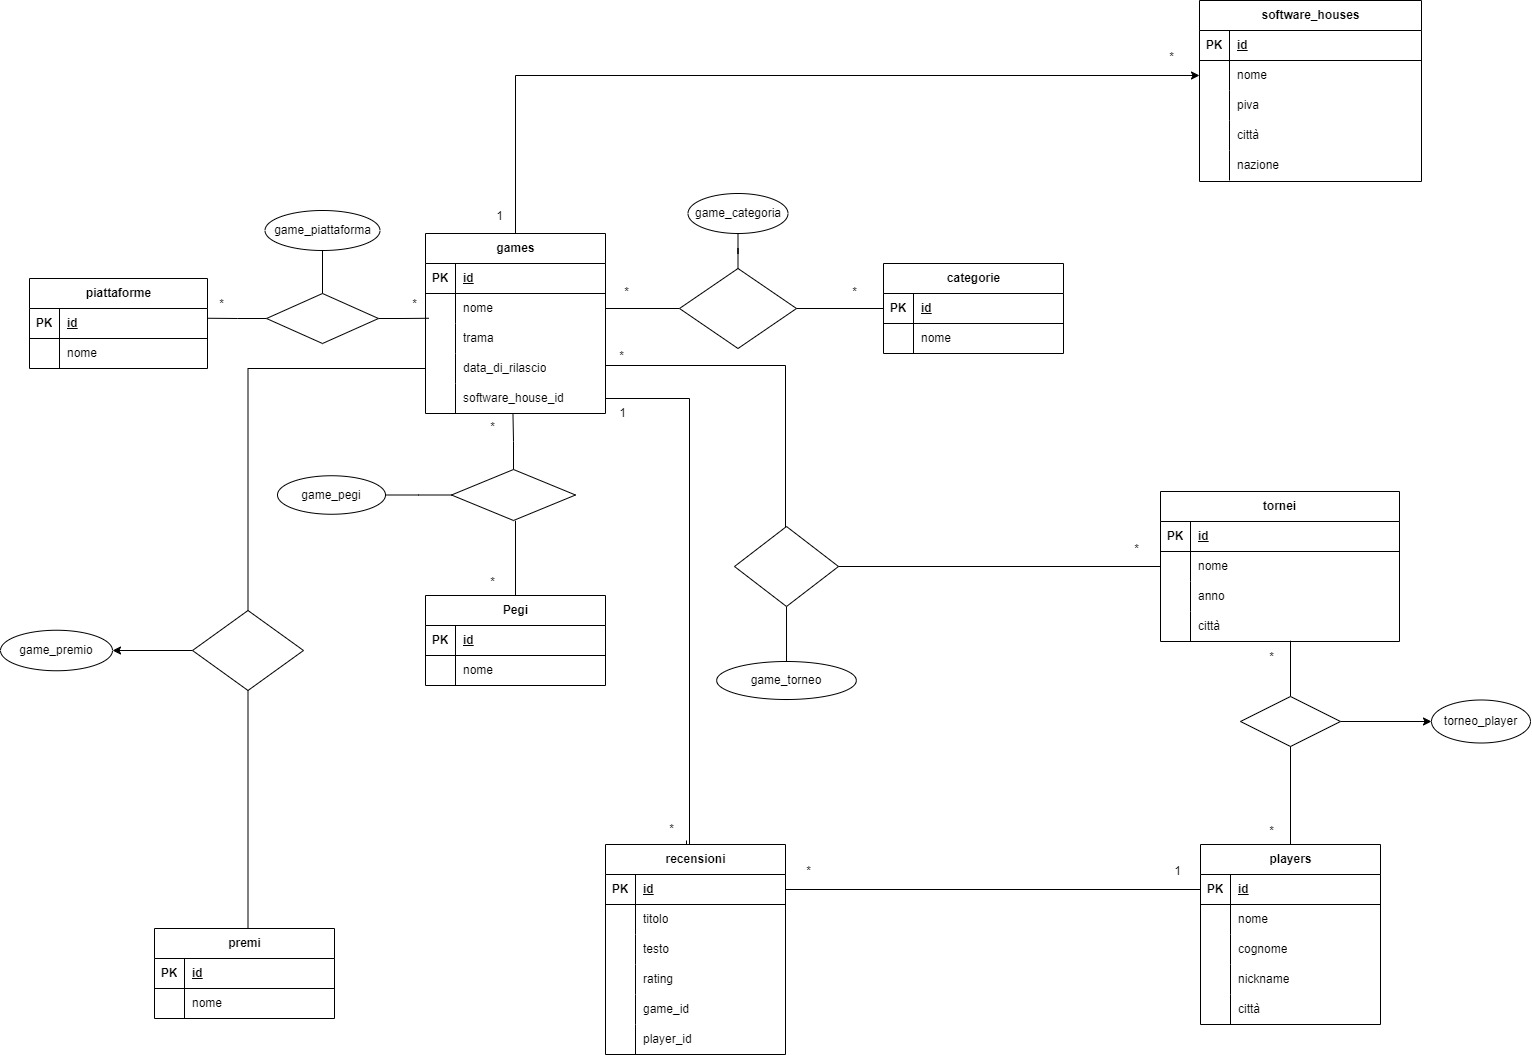 software_houses
PK id
nome
piva
città
nazione
*
1
game_categoria
game_piattaforma
games
PK id
nome
trama
data_di_rilascio
software_house_id
piattaforme
PK id
nome
*
*
*
*
categorie
PK id
nome
*
1
*
game_pegi
*
Pegi
PK id
nome
game_premio
game_torneo
*
tornei
PK id
nome
anno
città
*
torneo_player
*
*
recensioni
PK id
titolo
testo
rating
game_id
player_id
*
1
players
PK id
nome
cognome
nickname
città
premi
PK id
nome